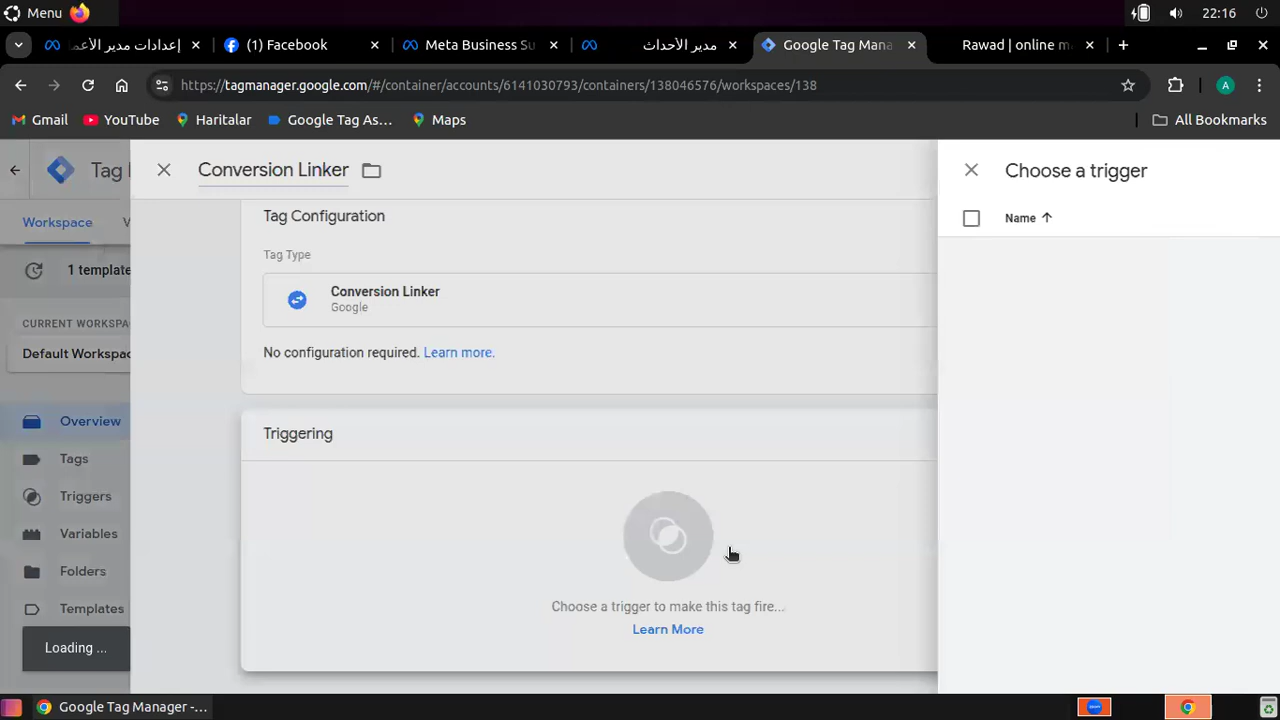 Menu
22:16
إعدادات مدير الأعم
(1) Facebook
Meta Business Su
مدير الأحداث
Google Tag Mana
Rawad | online m
https://tagmanager.google.com/#/container/accounts/6141030793/containers/138046576/workspaces/138
A
Gmail
YouTube
Haritalar
Google Tag As...
Maps
All Bookmarks
Tag
Conversion Linker
Choose a trigger
Workspace
V
Name
Tag Configuration
Tag Type
1 template
Conversion Linker
Google
CURRENT WORKSPA
Default Workspac
No configuration required. Learn more.
Overview
Triggering
Tags
Triggers
Variables
Folders
Templates
Choose a trigger to make this tag fire...
Learn More
Loading ...
Google Tag Manager -...